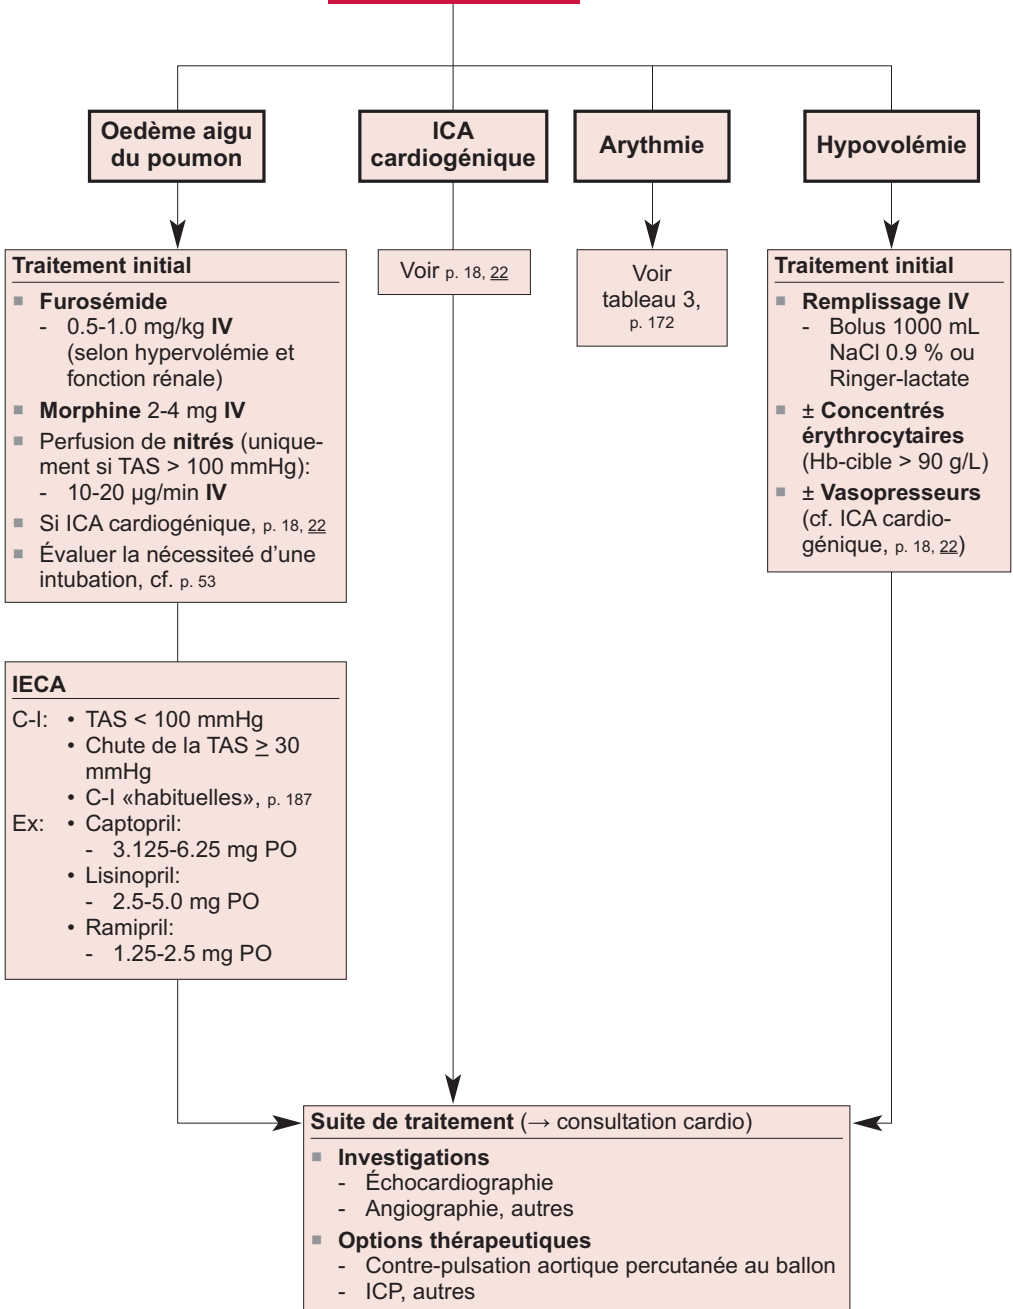 Oedème aigu
du poumon
ICA
cardiogénique
Arythmie
Hypovolémie
Traitement initial
▪ Furosémide
- 0.5-1.0 mg/kg IV
(selon hypervolémie et
fonction rénale)
▪ Morphine 2-4 mg IV
▪ Perfusion de nitrés (unique-
ment si TAS > 100 mmHg):
- 10-20 µg/min IV
▪ Si ICA cardiogénique, p. 18, 22
▪ Évaluer la nécessiteé d'une
intubation, cf. p. 53
Voir p. 18, 22
Voir
tableau 3,
p. 172
Traitement initial
▪ Remplissage IV
- Bolus 1000 mL
NaCl 0.9 % ou
Ringer-lactate
▪ ± Concentrés
érythrocytaires
(Hb-cible > 90 g/L)
▪ ± Vasopresseurs
(cf. ICA cardio-
génique, p. 18, 22)
IECA
C-I: • TAS < 100 mmHg
• Chute de la TAS ≥ 30
mmHg
• C-I «habituelles», p. 187
Ex: • Captopril:
- 3.125-6.25 mg PO
• Lisinopril:
- 2.5-5.0 mg PO
• Ramipril:
- 1.25-2.5 mg PO
Suite de traitement (→ consultation cardio)
▪ Investigations
- Échocardiographie
- Angiographie, autres
▪ Options thérapeutiques
- Contre-pulsation aortique percutanée au ballon
- ICP, autres